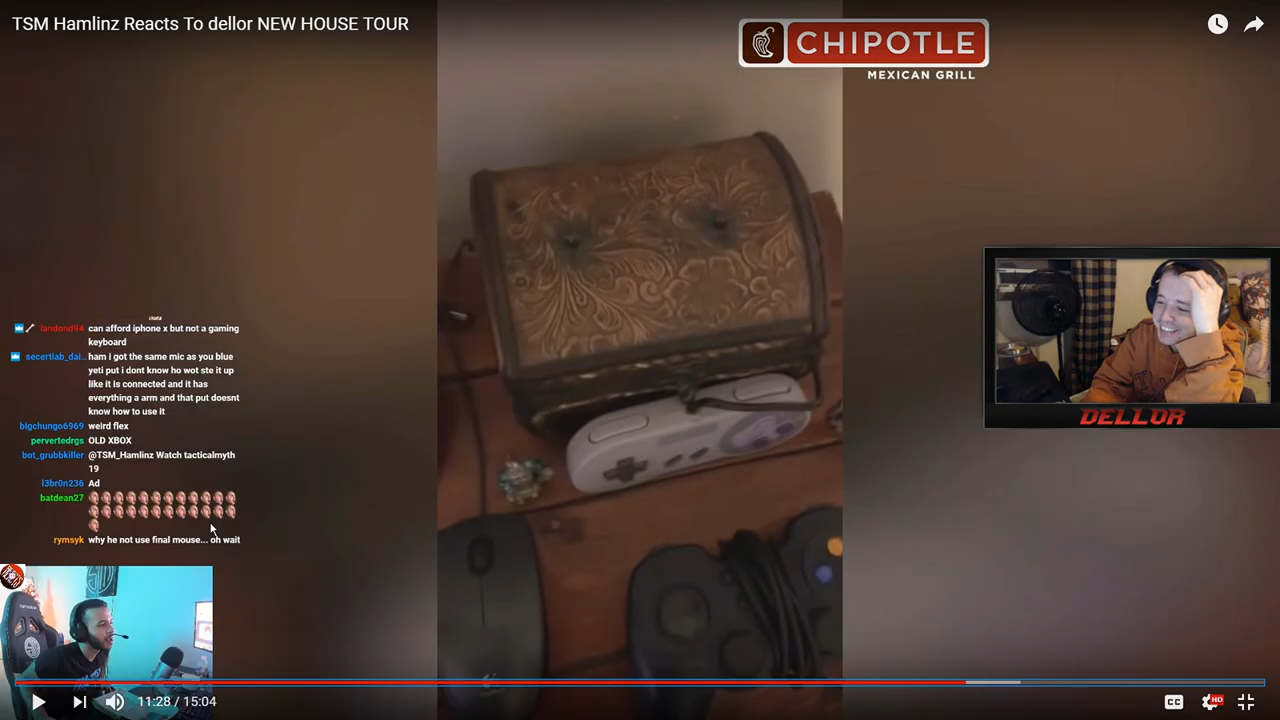 TSM Hamlinz Reacts To dellor NEW HOUSE TOUR
CHIPOTLE
MEXICAN GRILL
iandond94 can afford iphone x but not a gaming
keyboard
secertlab_dai... ham i got the same mic as you blue
yeti put i dont know ho wot ste it up
like it is connected and it has
everything a arm and that put doesnt
know how to use it
bigchungo6969 weird flex
pervertedrgs OLD XBOX
bot_grubbkiller @TSM_Hamlinz Watch tacticalmyth
19
l3br0n236 Ad
batdean27
rymsyk why he not use final mouse... oh wait
DELLOR
11:28 / 15:04
CC
HD